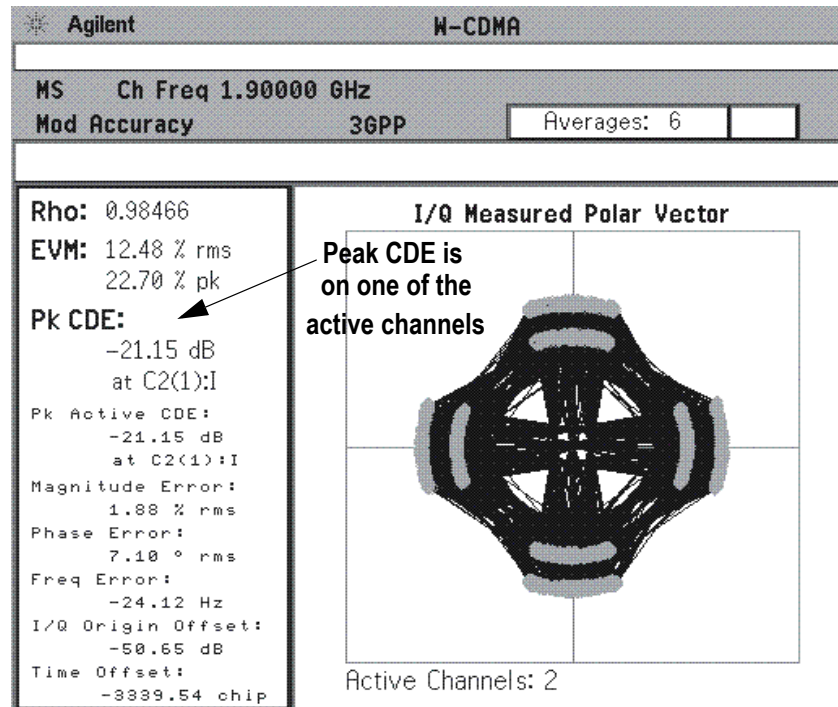 Agilent W-CDMA
MS Ch Freq 1.90000 GHz
Mod Accuracy 3GPP Averages: 6
Rho: 0.98466
EVM: 12.48 % rms
22.70 % pk
Pk CDE:
-21.15 dB
at C2(1):I
Pk Active CDE:
-21.15 dB
at C2(1):I
Magnitude Error:
1.88 % rms
Phase Error:
7.10 ° rms
Freq Error:
-24.12 Hz
I/Q Origin Offset:
-50.65 dB
Time Offset:
-3339.54 chip
I/Q Measured Polar Vector
Peak CDE is
on one of the
active channels
Active Channels: 2